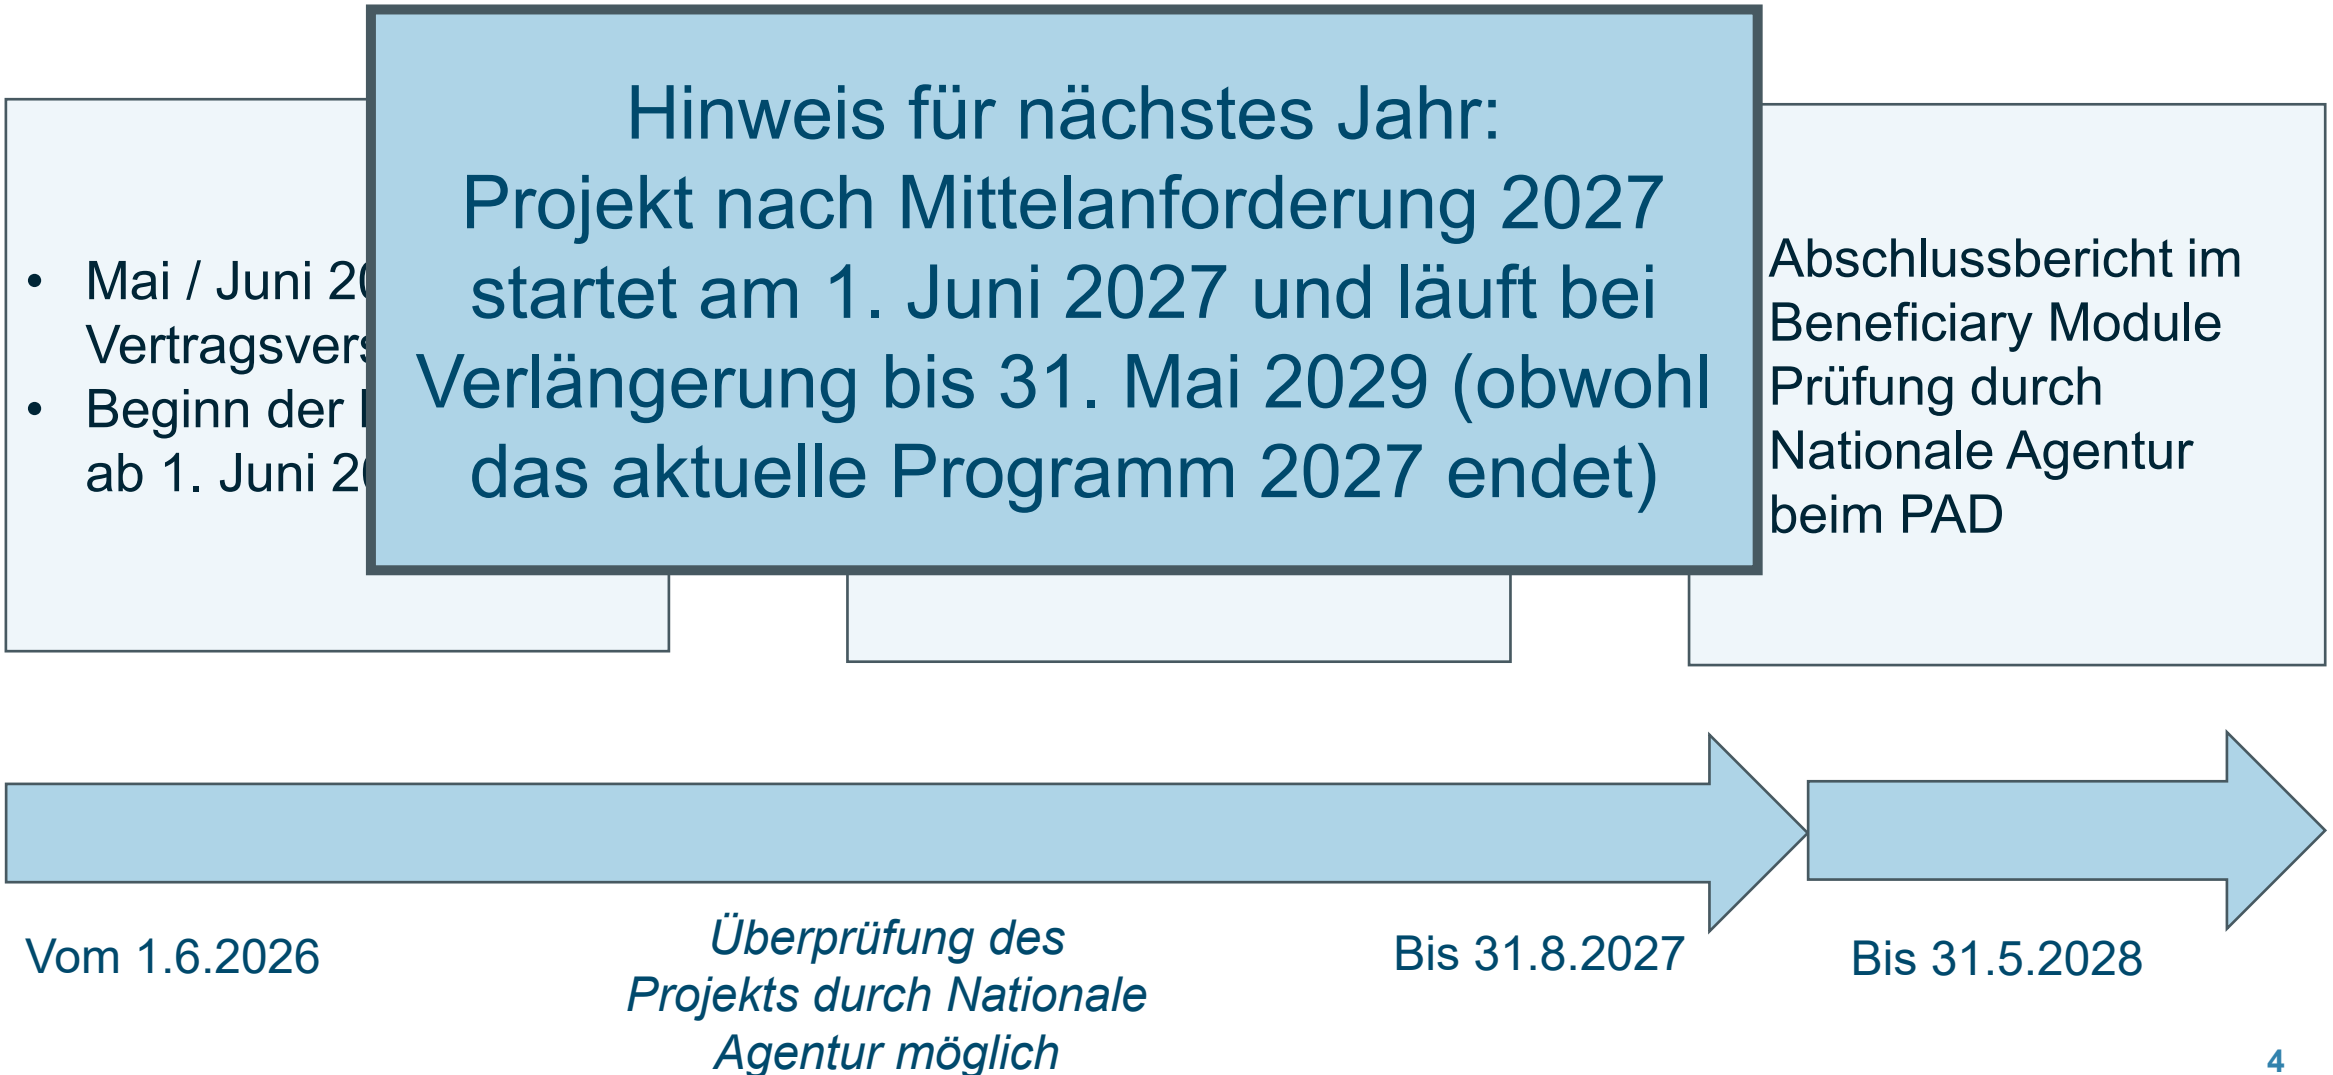 Hinweis für nächstes Jahr:
Projekt nach Mittelanforderung 2027
startet am 1. Juni 2027 und läuft bei
Verlängerung bis 31. Mai 2029 (obwohl
das aktuelle Programm 2027 endet)
• Mai / Juni
• Beginn der
ab 1. Juni
Abschlussbericht im
Beneficiary Module
Prüfung durch
Nationale Agentur
beim PAD
Vom 1.6.2026
Überprüfung des
Projekts durch Nationale
Agentur möglich
Bis 31.8.2027
Bis 31.5.2028
4